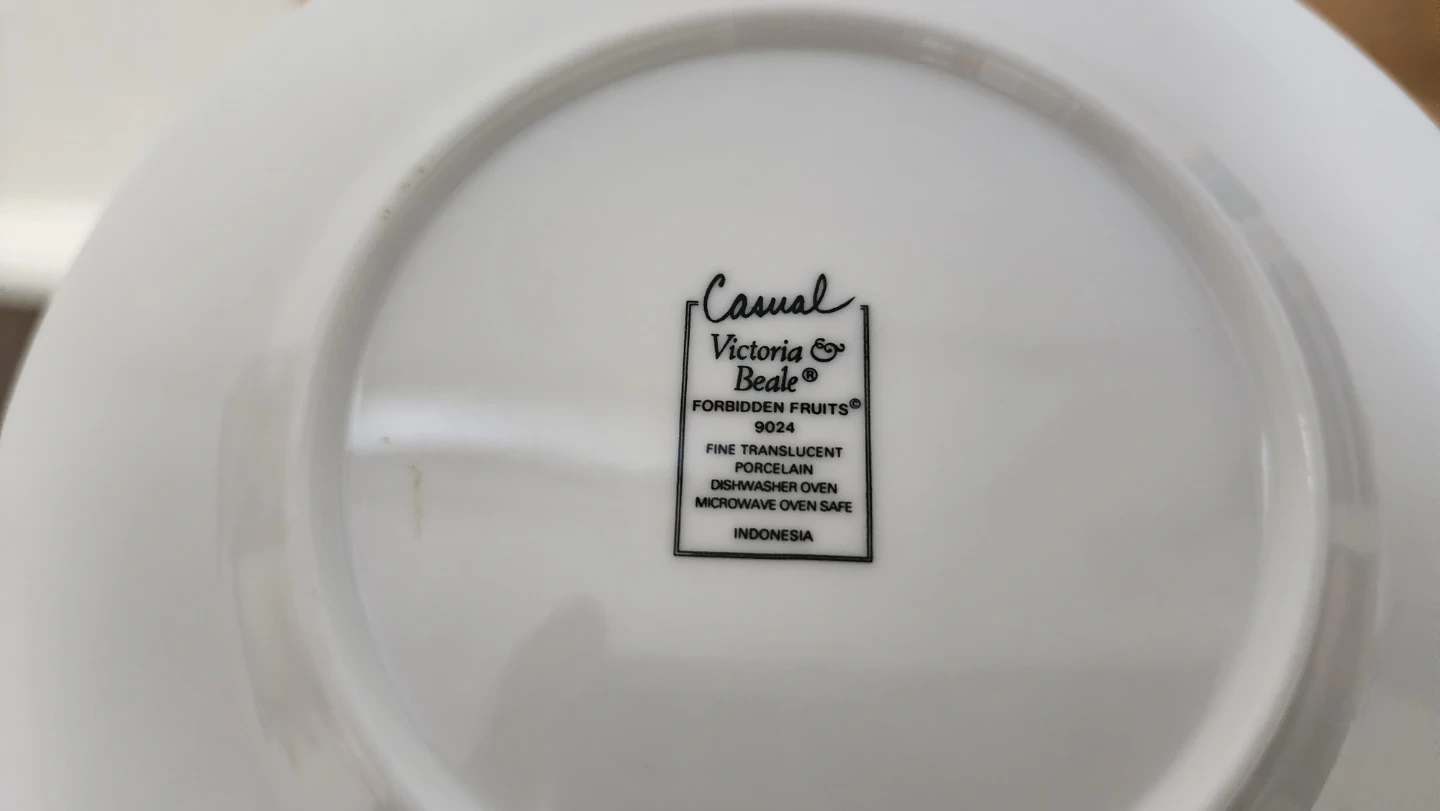 Casual
Victoria &
Beale®
FORBIDDEN FRUITS©
9024
FINE TRANSLUCENT
PORCELAIN
DISHWASHER OVEN
MICROWAVE OVEN SAFE
INDONESIA